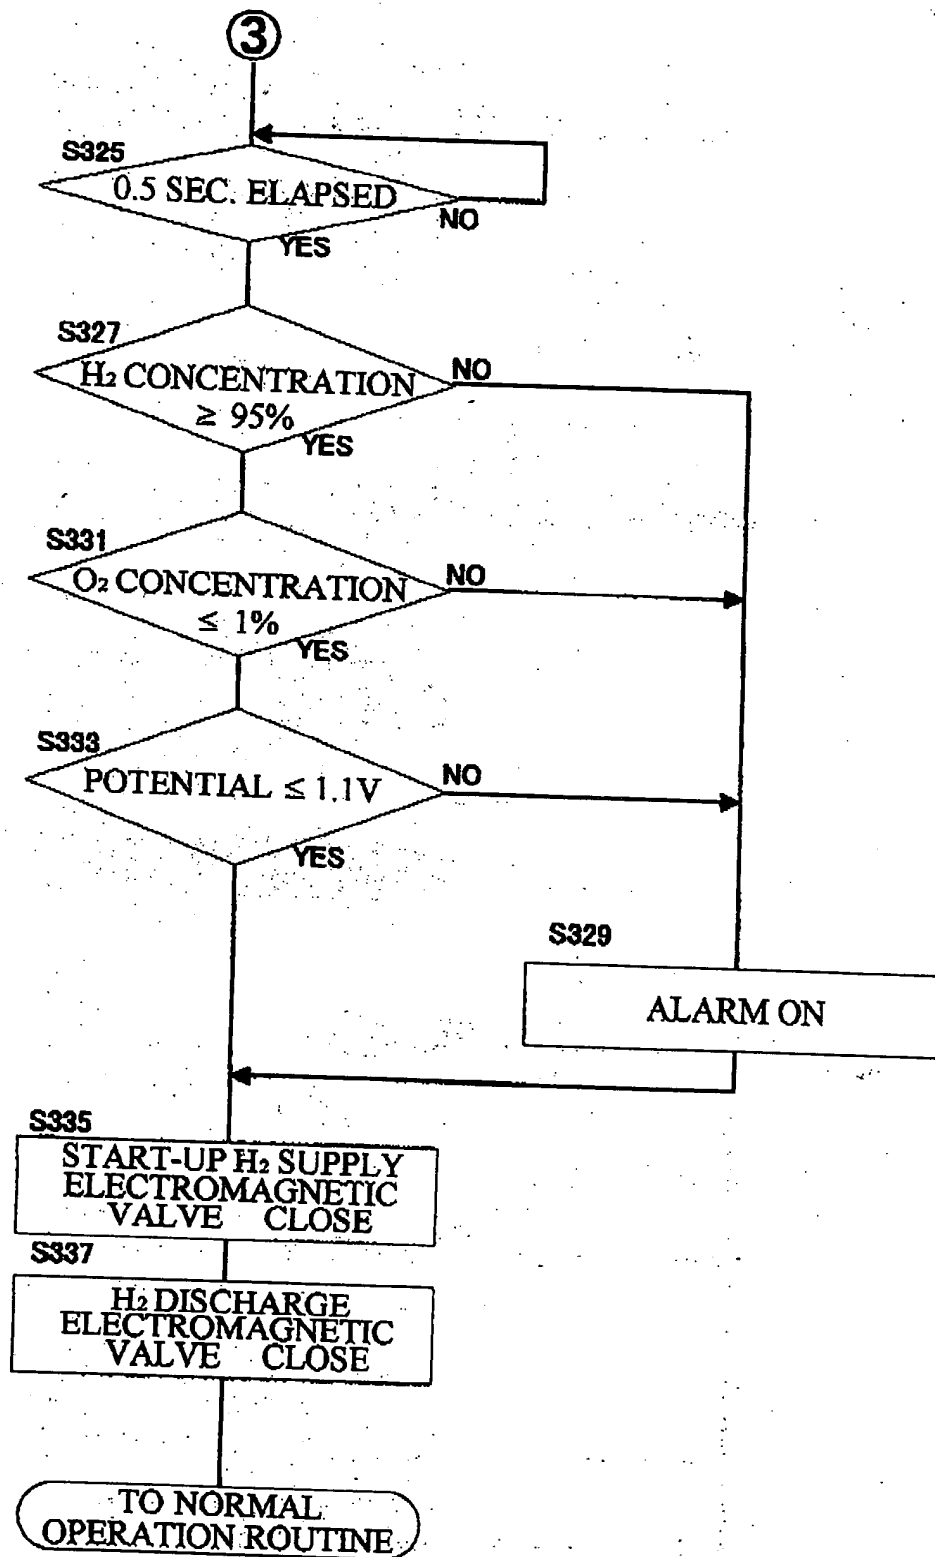 3
S325
0.5 SEC. ELAPSED
NO
YES
S327
H₂ CONCENTRATION
≥ 95%
NO
YES
S331
O₂ CONCENTRATION
≤ 1%
NO
YES
S333
POTENTIAL ≤ 1.1V
NO
YES
S329
ALARM ON
S335
START-UP H₂ SUPPLY
ELECTROMAGNETIC
VALVE CLOSE
S337
H₂ DISCHARGE
ELECTROMAGNETIC
VALVE CLOSE
TO NORMAL
OPERATION ROUTINE